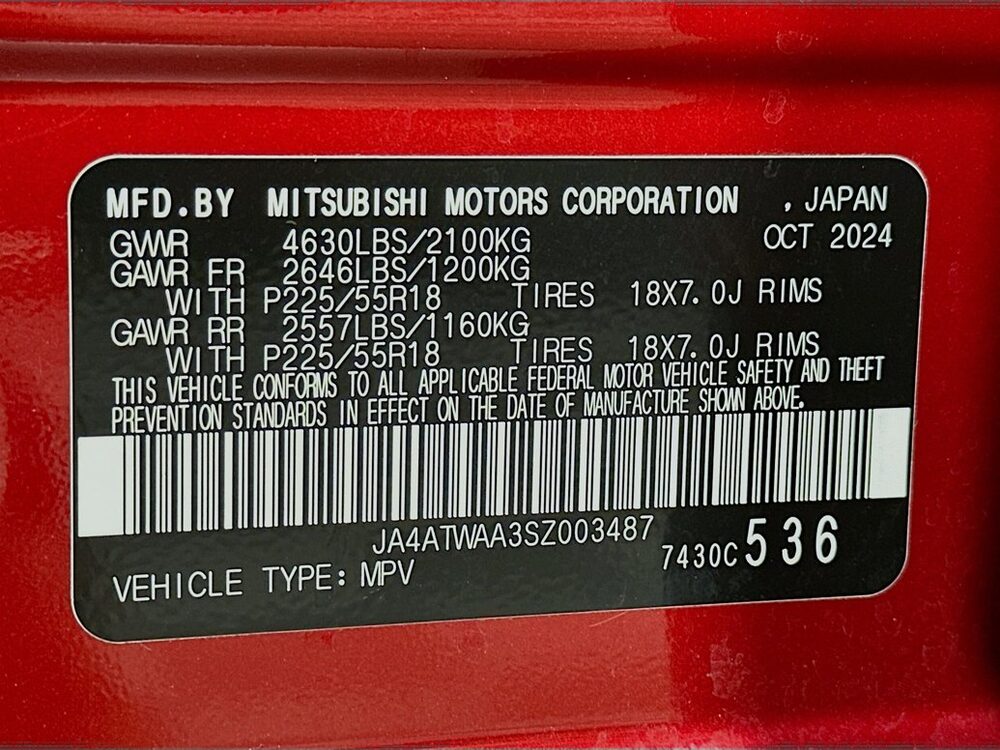 MFD.BY MITSUBISHI MOTORS CORPORATION , JAPAN
GVWR 4630LBS/2100KG OCT 2024
GAWR FR 2646LBS/1200KG
WITH P225/55R18 TIRES 18X7.0J RIMS
GAWR RR 2557LBS/1160KG
WITH P225/55R18 TIRES 18X7.0J RIMS
THIS VEHICLE CONFORMS TO ALL APPLICABLE FEDERAL MOTOR VEHICLE SAFETY AND THEFT
PREVENTION STANDARDS IN EFFECT ON THE DATE OF MANUFACTURE SHOWN ABOVE.
JA4ATWAA3SZ003487
7430C 536
VEHICLE TYPE: MPV